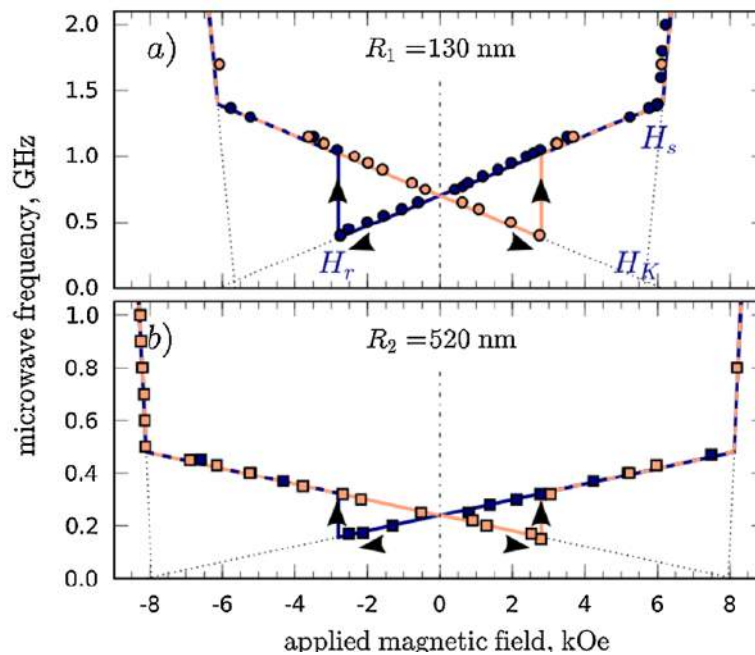 2.0
a)
R₁ = 130 nm
1.5
Hₛ
1.0
0.5
Hᵣ
H_K
0.0
microwave frequency, GHz
1.0
b)
R₂ = 520 nm
0.8
0.6
0.4
0.2
0.0
-8 -6 -4 -2 0 2 4 6 8
applied magnetic field, kOe